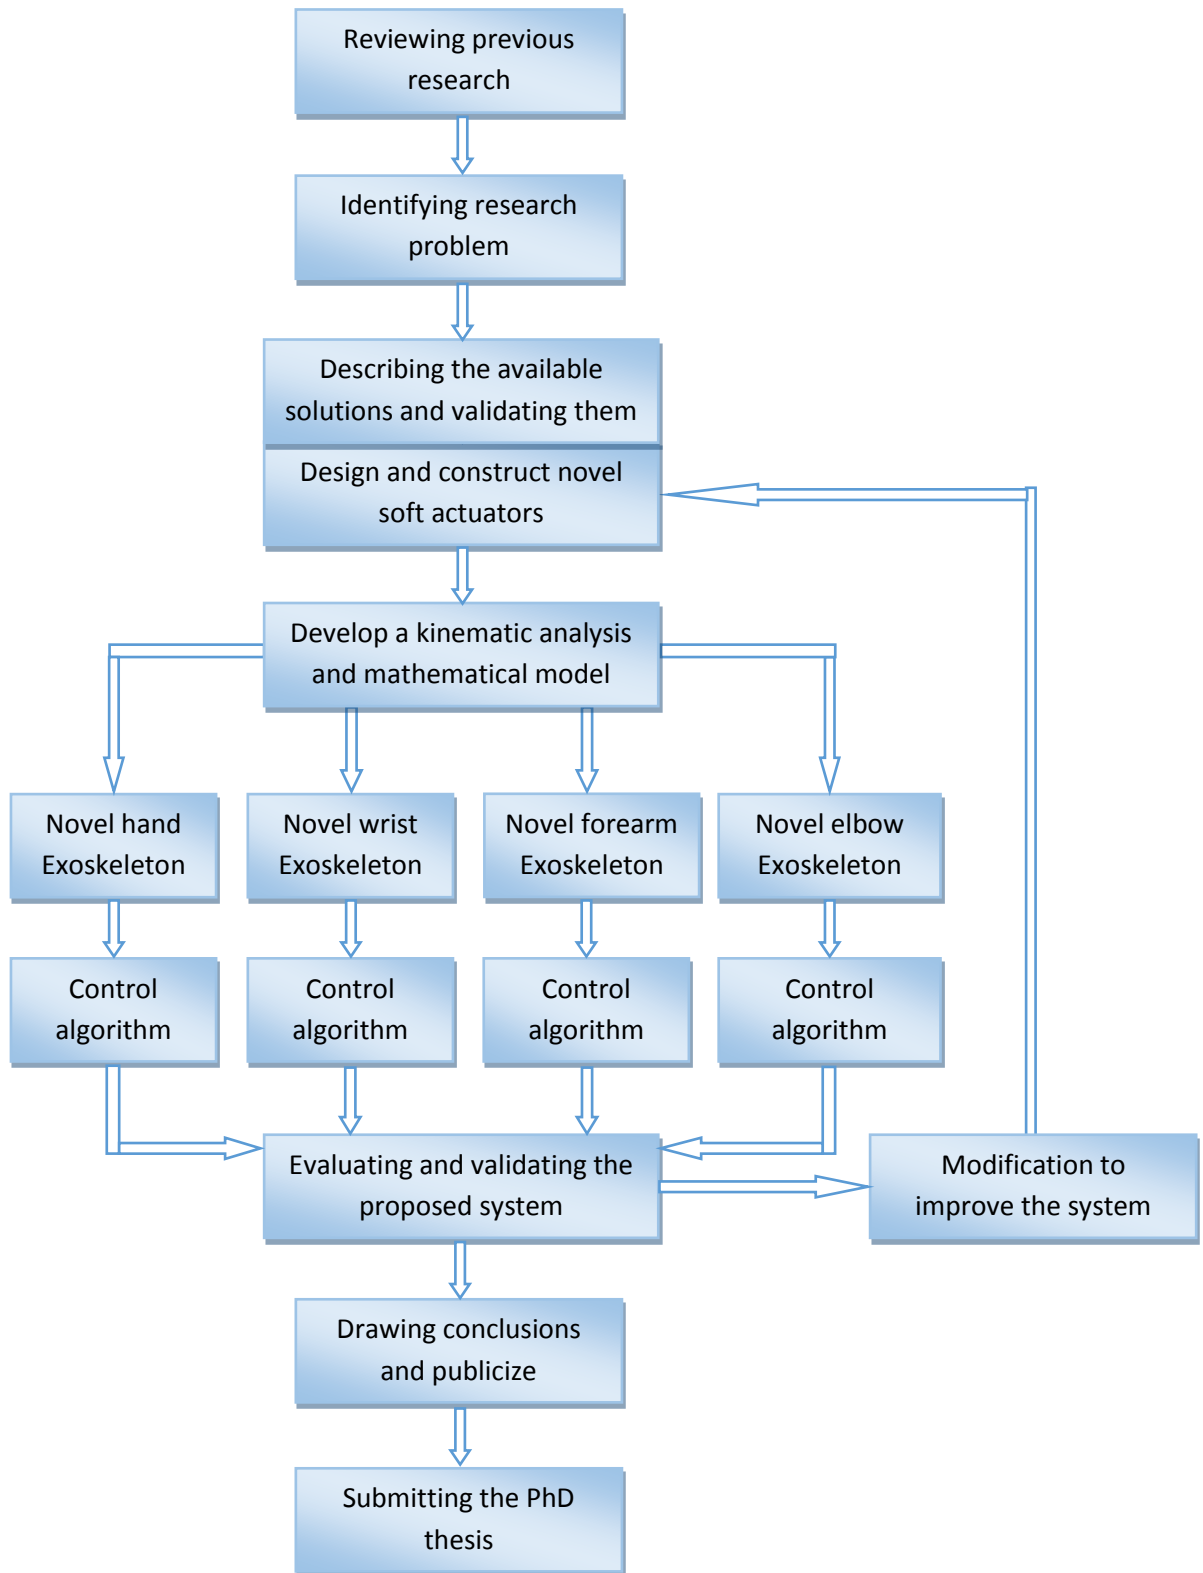 Reviewing previous
research
Identifying research
problem
Describing the available
solutions and validating them
Design and construct novel
soft actuators
Develop a kinematic analysis
and mathematical model
Novel hand
Exoskeleton
Novel wrist
Exoskeleton
Novel forearm
Exoskeleton
Novel elbow
Exoskeleton
Control
algorithm
Control
algorithm
Control
algorithm
Control
algorithm
Evaluating and validating the
proposed system
Modification to
improve the system
Drawing conclusions
and publicize
Submitting the PhD
thesis